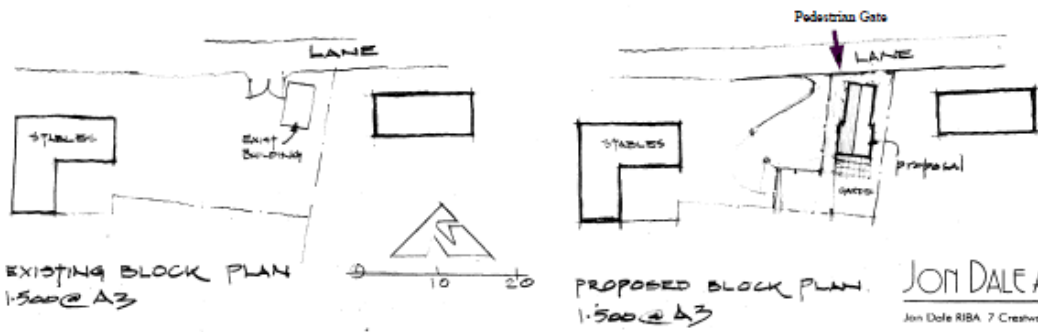 LANE
STABLES
EXIST
BUILDING
EXISTING BLOCK PLAN
1·500 @ A3
0 10 20
Pedestrian Gate
LANE
STABLES
proposal
GARDEN
PROPOSED BLOCK PLAN.
1·500 @ A3
JON DALE A
Jon Dale RIBA 7 Crestw